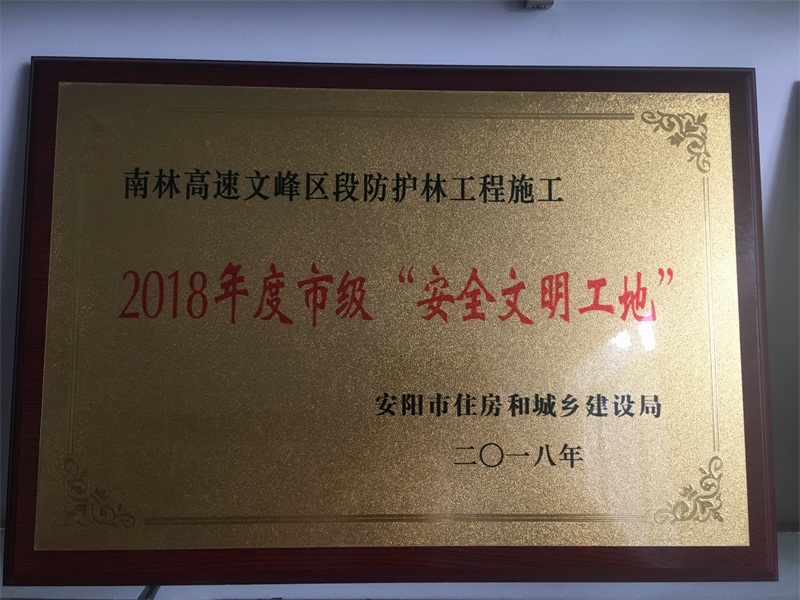 南林高速文峰区段防护林工程施工
2018年度市级“安全文明工地”
安阳市住房和城乡建设局
二〇一八年